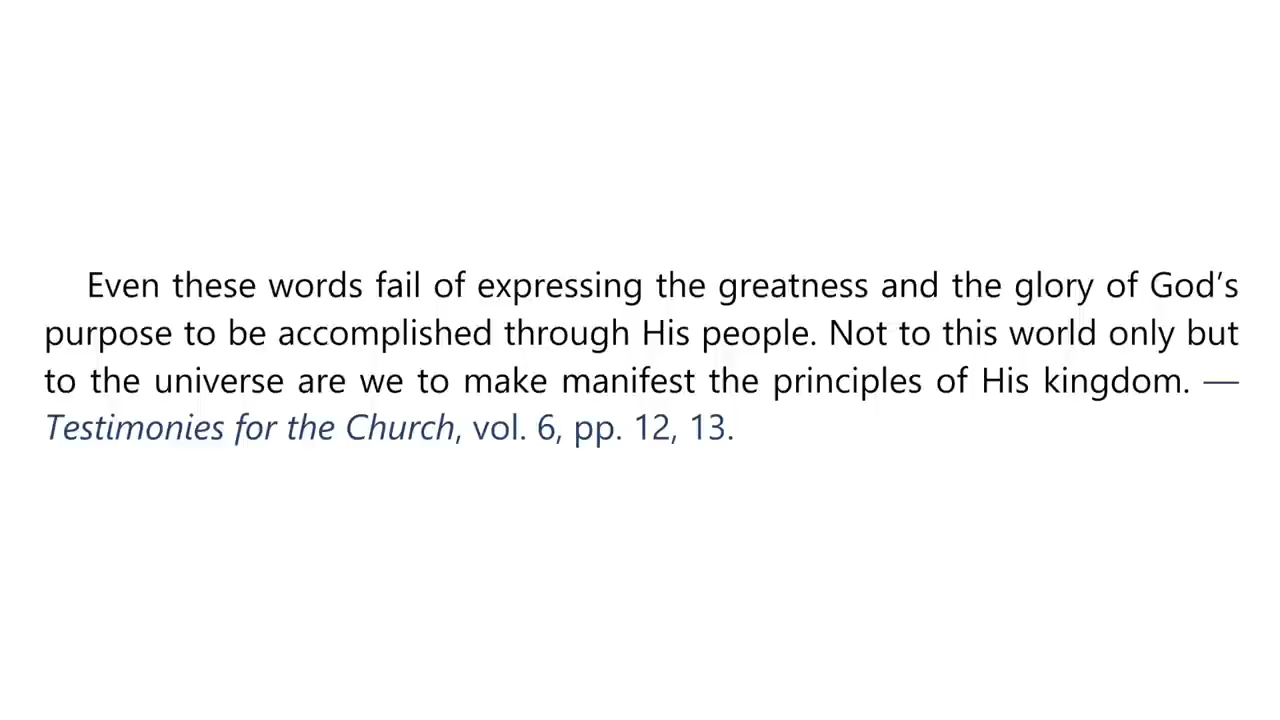 Even these words fail of expressing the greatness and the glory of God’s
purpose to be accomplished through His people. Not to this world only but
to the universe are we to make manifest the principles of His kingdom. —
Testimonies for the Church, vol. 6, pp. 12, 13.